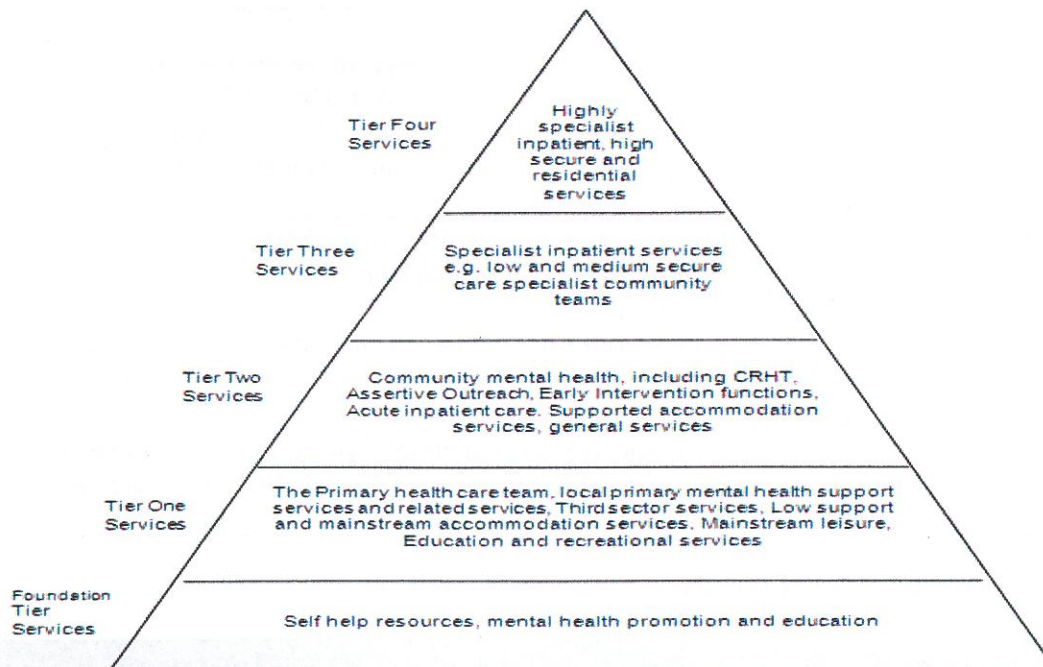 Tier Four
Services
Highly
specialist
inpatient, high
secure and
residential
services
Tier Three
Services
Specialist inpatient services
e.g. low and medium secure
care specialist community
teams
Tier Two
Services
Community mental health, including CRHT,
Assertive Outreach, Early Intervention functions,
Acute inpatient care. Supported accommodation
services, general services
Tier One
Services
The Primary health care team, local primary mental health support
services and related services, Third sector services, Low support
and mainstream accommodation services, Mainstream leisure,
Education and recreational services
Foundation
Tier
Services
Self help resources, mental health promotion and education